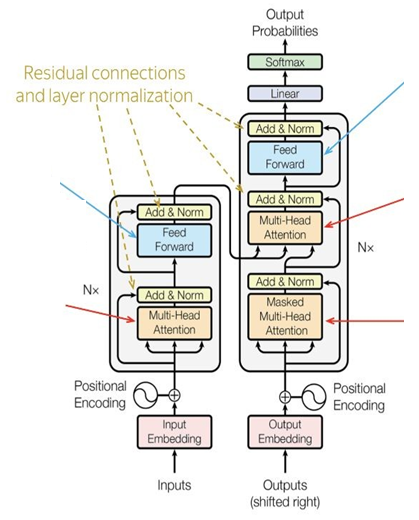 Output
Probabilities
Softmax
Linear
Residual connections
and layer normalization
Add & Norm
Feed
Forward
Add & Norm
Multi-Head
Attention
Nx
Add & Norm
Masked
Multi-Head
Attention
Add & Norm
Feed
Forward
Nx
Add & Norm
Multi-Head
Attention
Positional
Encoding
Positional
Encoding
Input
Embedding
Output
Embedding
Inputs
Outputs
(shifted right)